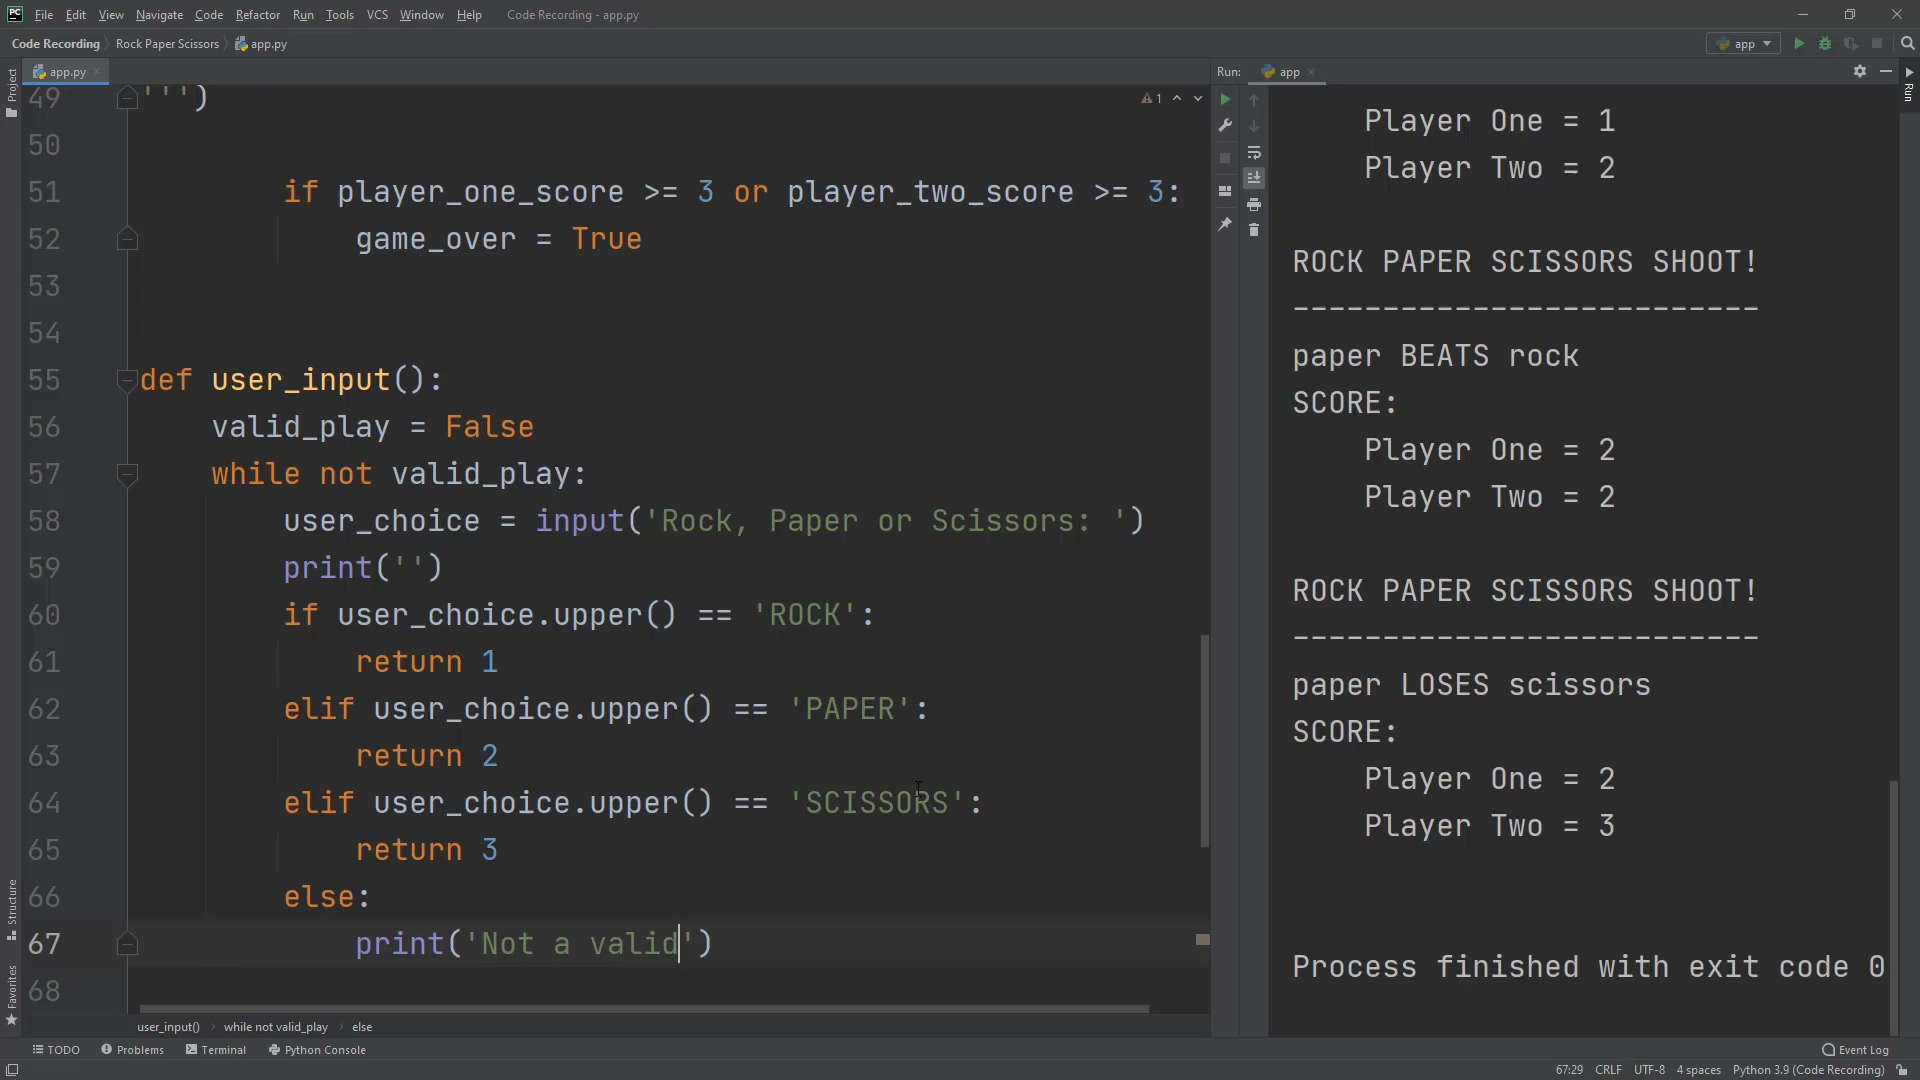 PC File Edit View Navigate Code Refactor Run Tools VCS Window Help Code Recording - app.py
Code Recording Rock Paper Scissors app.py app
Project
app.py
Run: app
Run
49 ''')
1
50
51 if player_one_score >= 3 or player_two_score >= 3:
52 game_over = True
53
54
55 def user_input():
56 valid_play = False
57 while not valid_play:
58 user_choice = input('Rock, Paper or Scissors: ')
59 print('')
60 if user_choice.upper() == 'ROCK':
61 return 1
62 elif user_choice.upper() == 'PAPER':
63 return 2
64 elif user_choice.upper() == 'SCISSORS':
65 return 3
66 else:
67 print('Not a valid')
68
user_input() while not valid_play else
Structure
Favorites
Player One = 1
Player Two = 2
ROCK PAPER SCISSORS SHOOT!
--------------------------
paper BEATS rock
SCORE:
Player One = 2
Player Two = 2
ROCK PAPER SCISSORS SHOOT!
--------------------------
paper LOSES scissors
SCORE:
Player One = 2
Player Two = 3
Process finished with exit code 0
TODO Problems Terminal Python Console Event Log
67:29 CRLF UTF-8 4 spaces Python 3.9 (Code Recording)